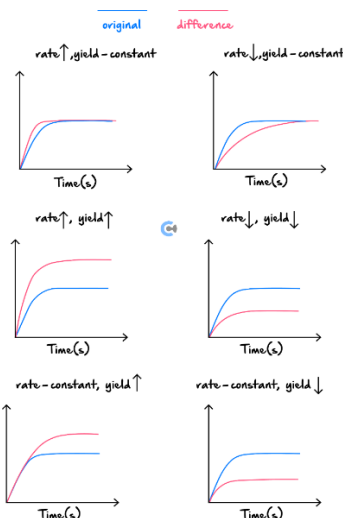 original difference
rate↑, yield-constant rate↓, yield-constant
Time(s) Time(s)
rate↑, yield↑ rate↓, yield↓
Time(s) Time(s)
rate-constant, yield↑ rate-constant, yield↓
Time(s) Time(s)